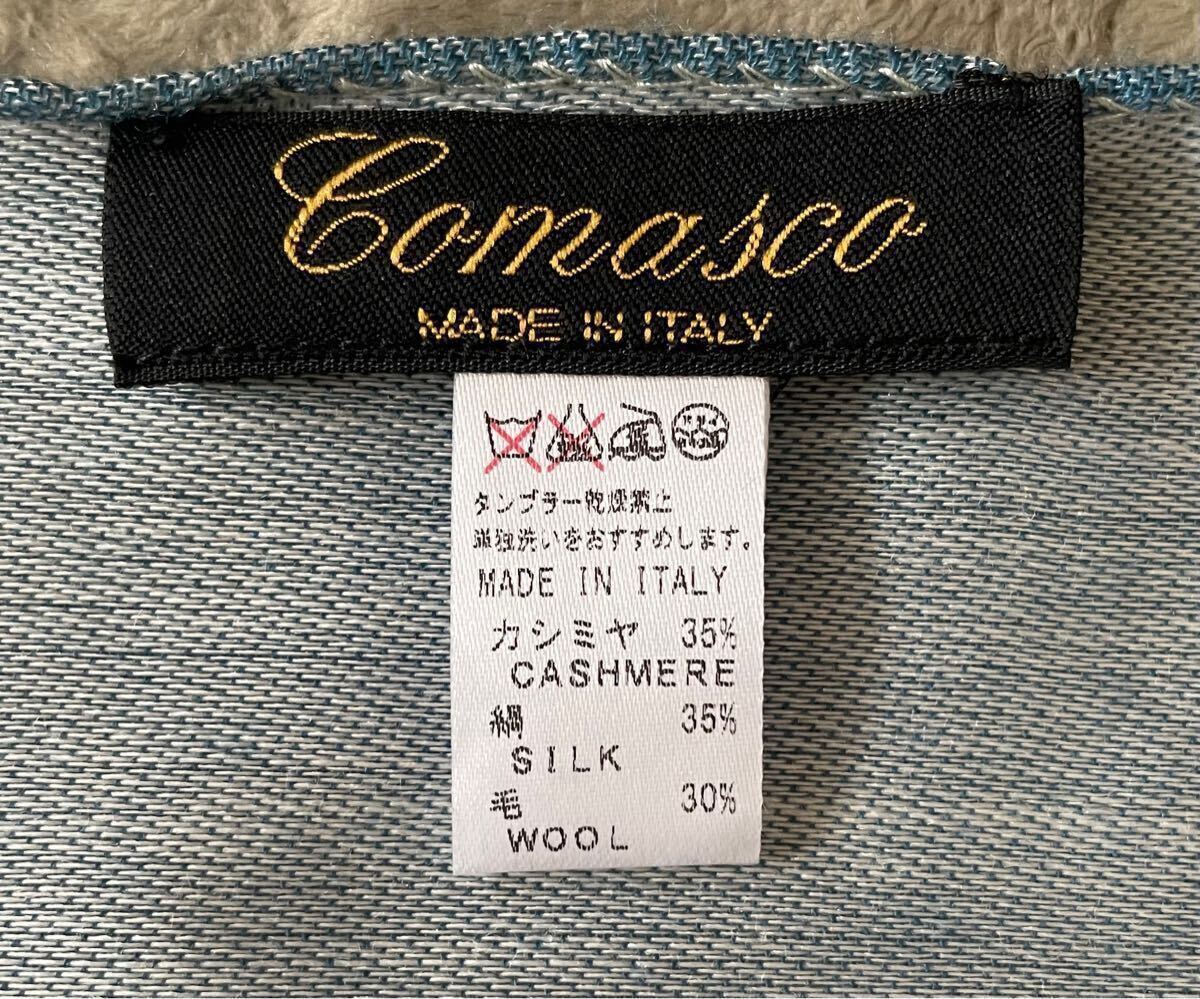 Comasco
MADE IN ITALY
タンブラー乾燥禁止
単独洗いをおすすめします。
MADE IN ITALY
カシミヤ 35%
CASHMERE
絹 35%
SILK
毛 30%
WOOL